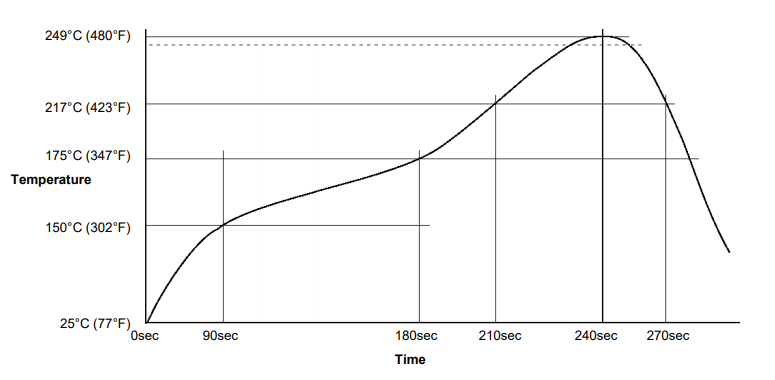 249°C (480°F)
217°C (423°F)
175°C (347°F)
Temperature
150°C (302°F)
25°C (77°F)
0sec 90sec 180sec 210sec 240sec 270sec
Time